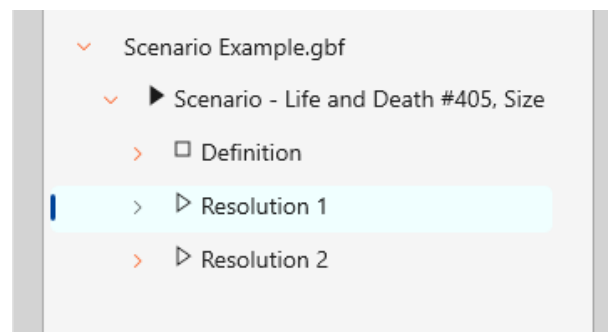 Scenario Example.gbf
Scenario - Life and Death #405, Size
Definition
Resolution 1
Resolution 2